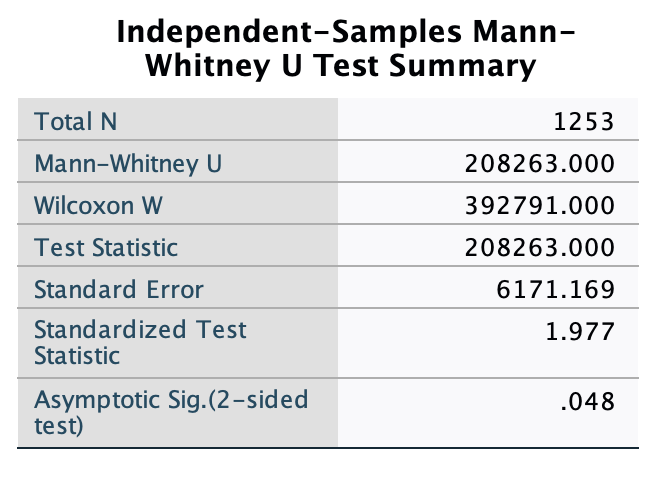 Independent-Samples Mann-
Whitney U Test Summary
Total N 1253
Mann-Whitney U 208263.000
Wilcoxon W 392791.000
Test Statistic 208263.000
Standard Error 6171.169
Standardized Test 1.977
Statistic
Asymptotic Sig.(2-sided .048
test)